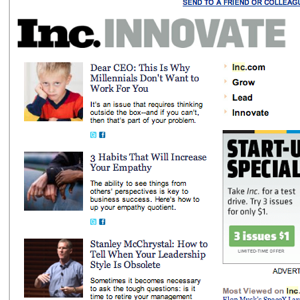 SEND TO A FRIEND OR COLLEAGU
Inc.INNOVATE
Dear CEO: This Is Why
Millennials Don't Want to
Work For You
It's an issue that requires thinking
outside the box—and if you can't,
then that's part of your problem.
3 Habits That Will Increase
Your Empathy
The ability to see things from
others' perspectives is key to
business success. Here's how to
up your empathy quotient.
Stanley McChrystal: How to
Tell When Your Leadership
Style Is Obsolete
Sometimes it becomes necessary
to ask the tough questions: is it
time to retire your management
Inc.com
Grow
Lead
Innovate
START-U
SPECIAL
Take Inc. for a test
drive. Try 3 issues
for only $1.
3 issues $1
LIMITED-TIME OFFER.
ADVERT
Most Viewed on Inc.